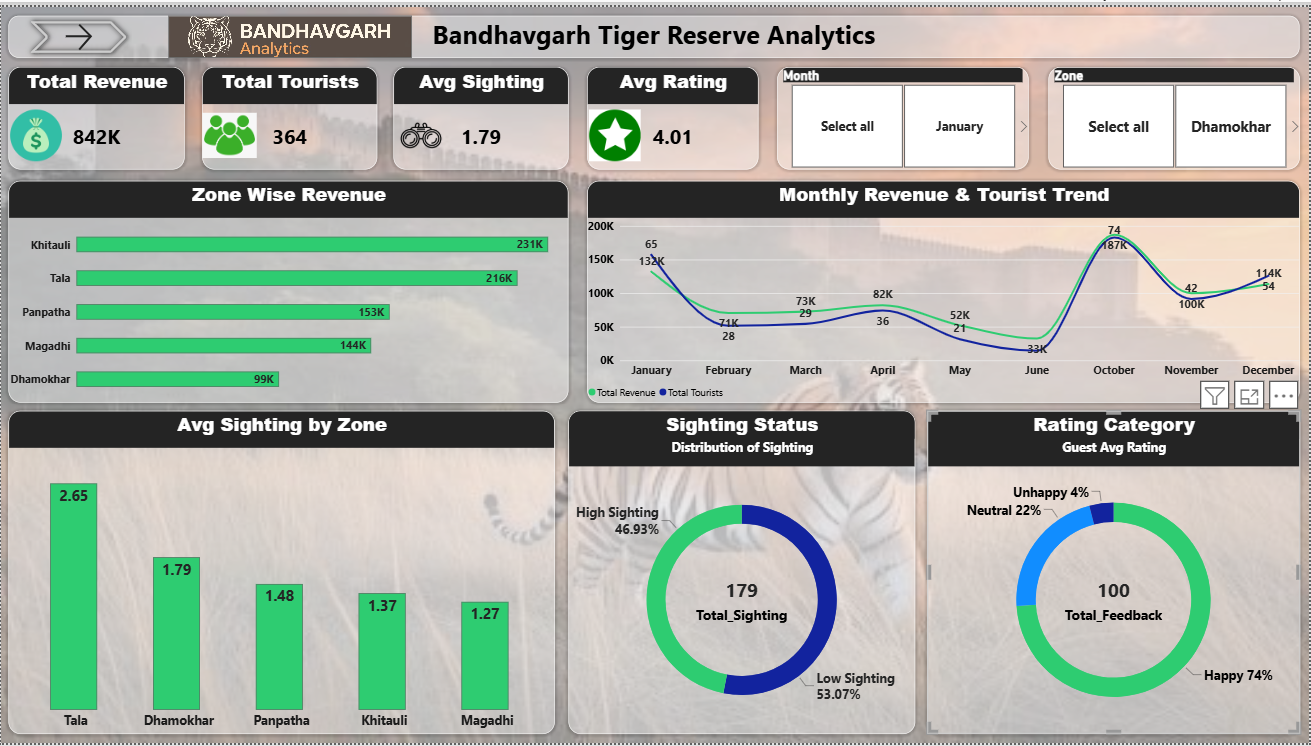 BANDHAVGARH
Analytics
Bandhavgarh Tiger Reserve Analytics
Total Revenue
842K
Total Tourists
364
Avg Sighting
1.79
Avg Rating
4.01
Month
Select all
January
Zone
Select all
Dhamokhar
Zone Wise Revenue
Khitauli
231K
Tala
216K
Panpatha
153K
Magadhi
144K
Dhamokhar
99K
Monthly Revenue & Tourist Trend
200K
150K
100K
50K
0K
65
132K
71K
28
73K
29
82K
36
52K
21
33K
74
187K
42
100K
114K
54
January February March April May June October November December
Total Revenue Total Tourists
Avg Sighting by Zone
2.65
1.79
1.48
1.37
1.27
Tala Dhamokhar Panpatha Khitauli Magadhi
Sighting Status
Distribution of Sighting
High Sighting
46.93%
179
Total_Sighting
Low Sighting
53.07%
Rating Category
Guest Avg Rating
Unhappy 4%
Neutral 22%
100
Total_Feedback
Happy 74%